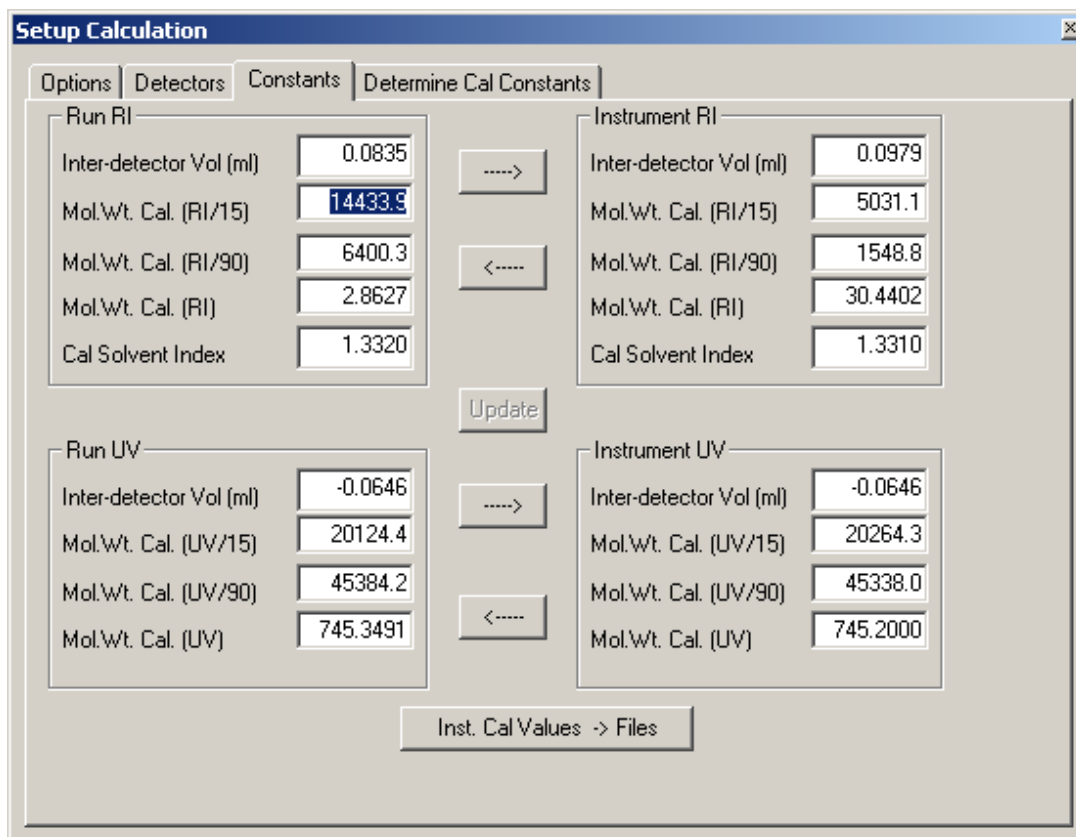 Setup Calculation
Options Detectors Constants Determine Cal Constants
Run RI
Inter-detector Vol (ml) 0.0835
Mol.Wt. Cal. (RI/15) 14433.9
Mol.Wt. Cal. (RI/90) 6400.3
Mol.Wt. Cal. (RI) 2.8627
Cal Solvent Index 1.3320
----->
<-----
Instrument RI
Inter-detector Vol (ml) 0.0979
Mol.Wt. Cal. (RI/15) 5031.1
Mol.Wt. Cal. (RI/90) 1548.8
Mol.Wt. Cal. (RI) 30.4402
Cal Solvent Index 1.3310
Update
Run UV
Inter-detector Vol (ml) -0.0646
Mol.Wt. Cal. (UV/15) 20124.4
Mol.Wt. Cal. (UV/90) 45384.2
Mol.Wt. Cal. (UV) 745.3491
----->
<-----
Instrument UV
Inter-detector Vol (ml) -0.0646
Mol.Wt. Cal. (UV/15) 20264.3
Mol.Wt. Cal. (UV/90) 45338.0
Mol.Wt. Cal. (UV) 745.2000
Inst. Cal Values -> Files